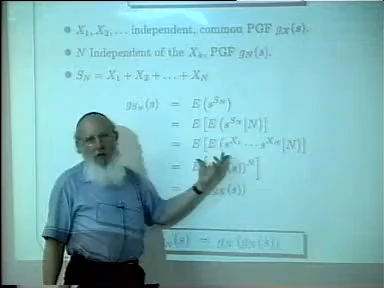 • X₁, X₂, … independent, common PGF g_X(s).
• N Independent of the X_k, PGF g_N(s).
• S_N = X₁ + X₂ + … + X_N
g_{S_N}(s) = E(s^{S_N})
= E[E(s^{S_N}|N)]
= E[E(s^{X₁} ⋯ s^{X_N}|N)]
= E[(s))^N]
= (s))
(s) = g_N(g_X(s))